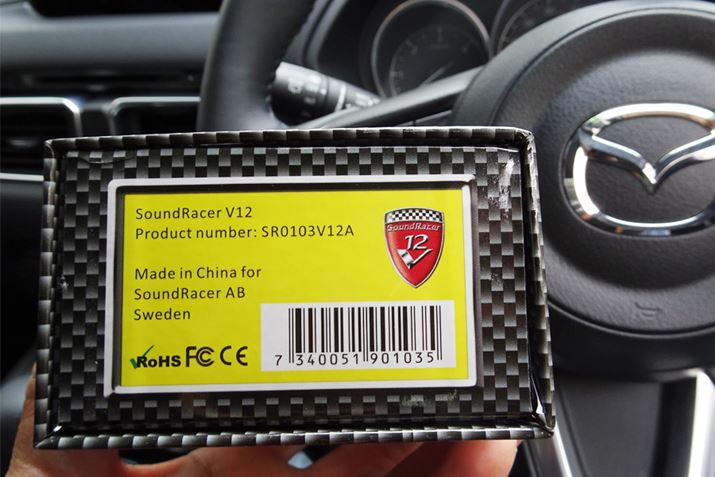 SoundRacer V12
Product number: SR0103V12A
SoundRacer
12
V
Made in China for
SoundRacer AB
Sweden
RoHS FC CE
7 340051 901035